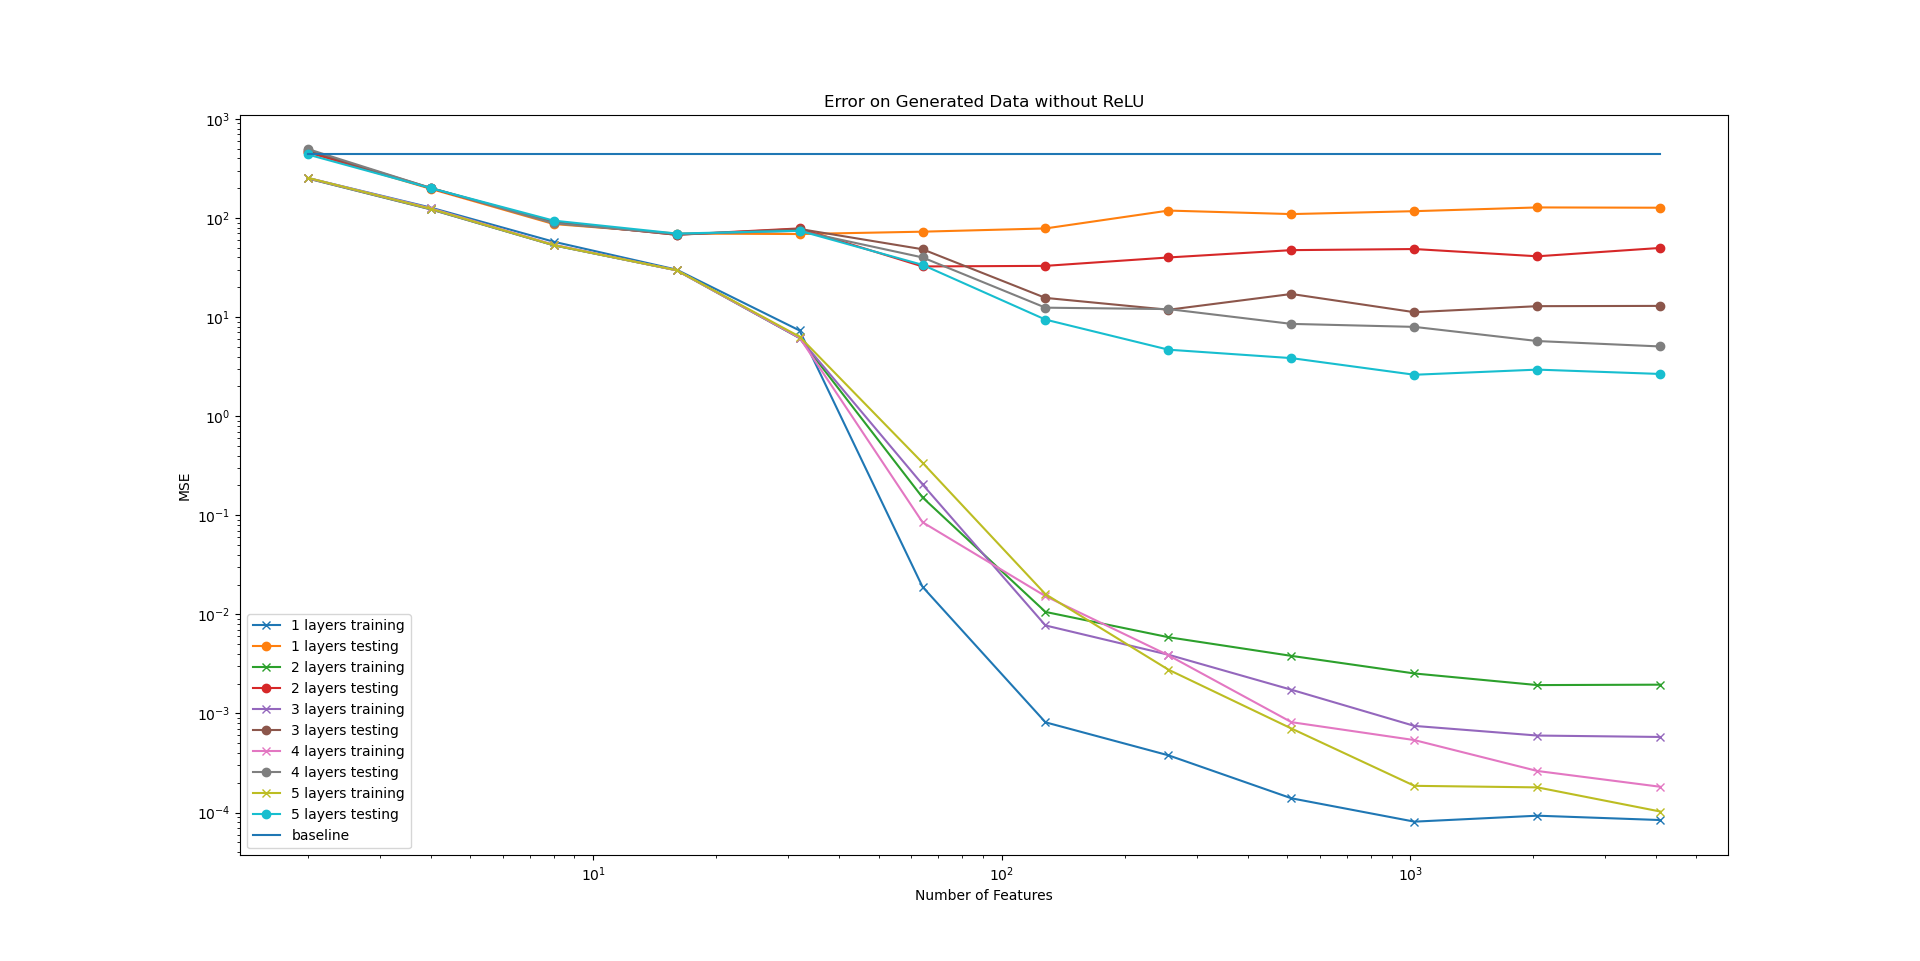 Error on Generated Data without ReLU
10³
10²
10¹
10⁰
10⁻¹
10⁻²
10⁻³
10⁻⁴
MSE
1 layers training
1 layers testing
2 layers training
2 layers testing
3 layers training
3 layers testing
4 layers training
4 layers testing
5 layers training
5 layers testing
baseline
10¹ 10² 10³
Number of Features